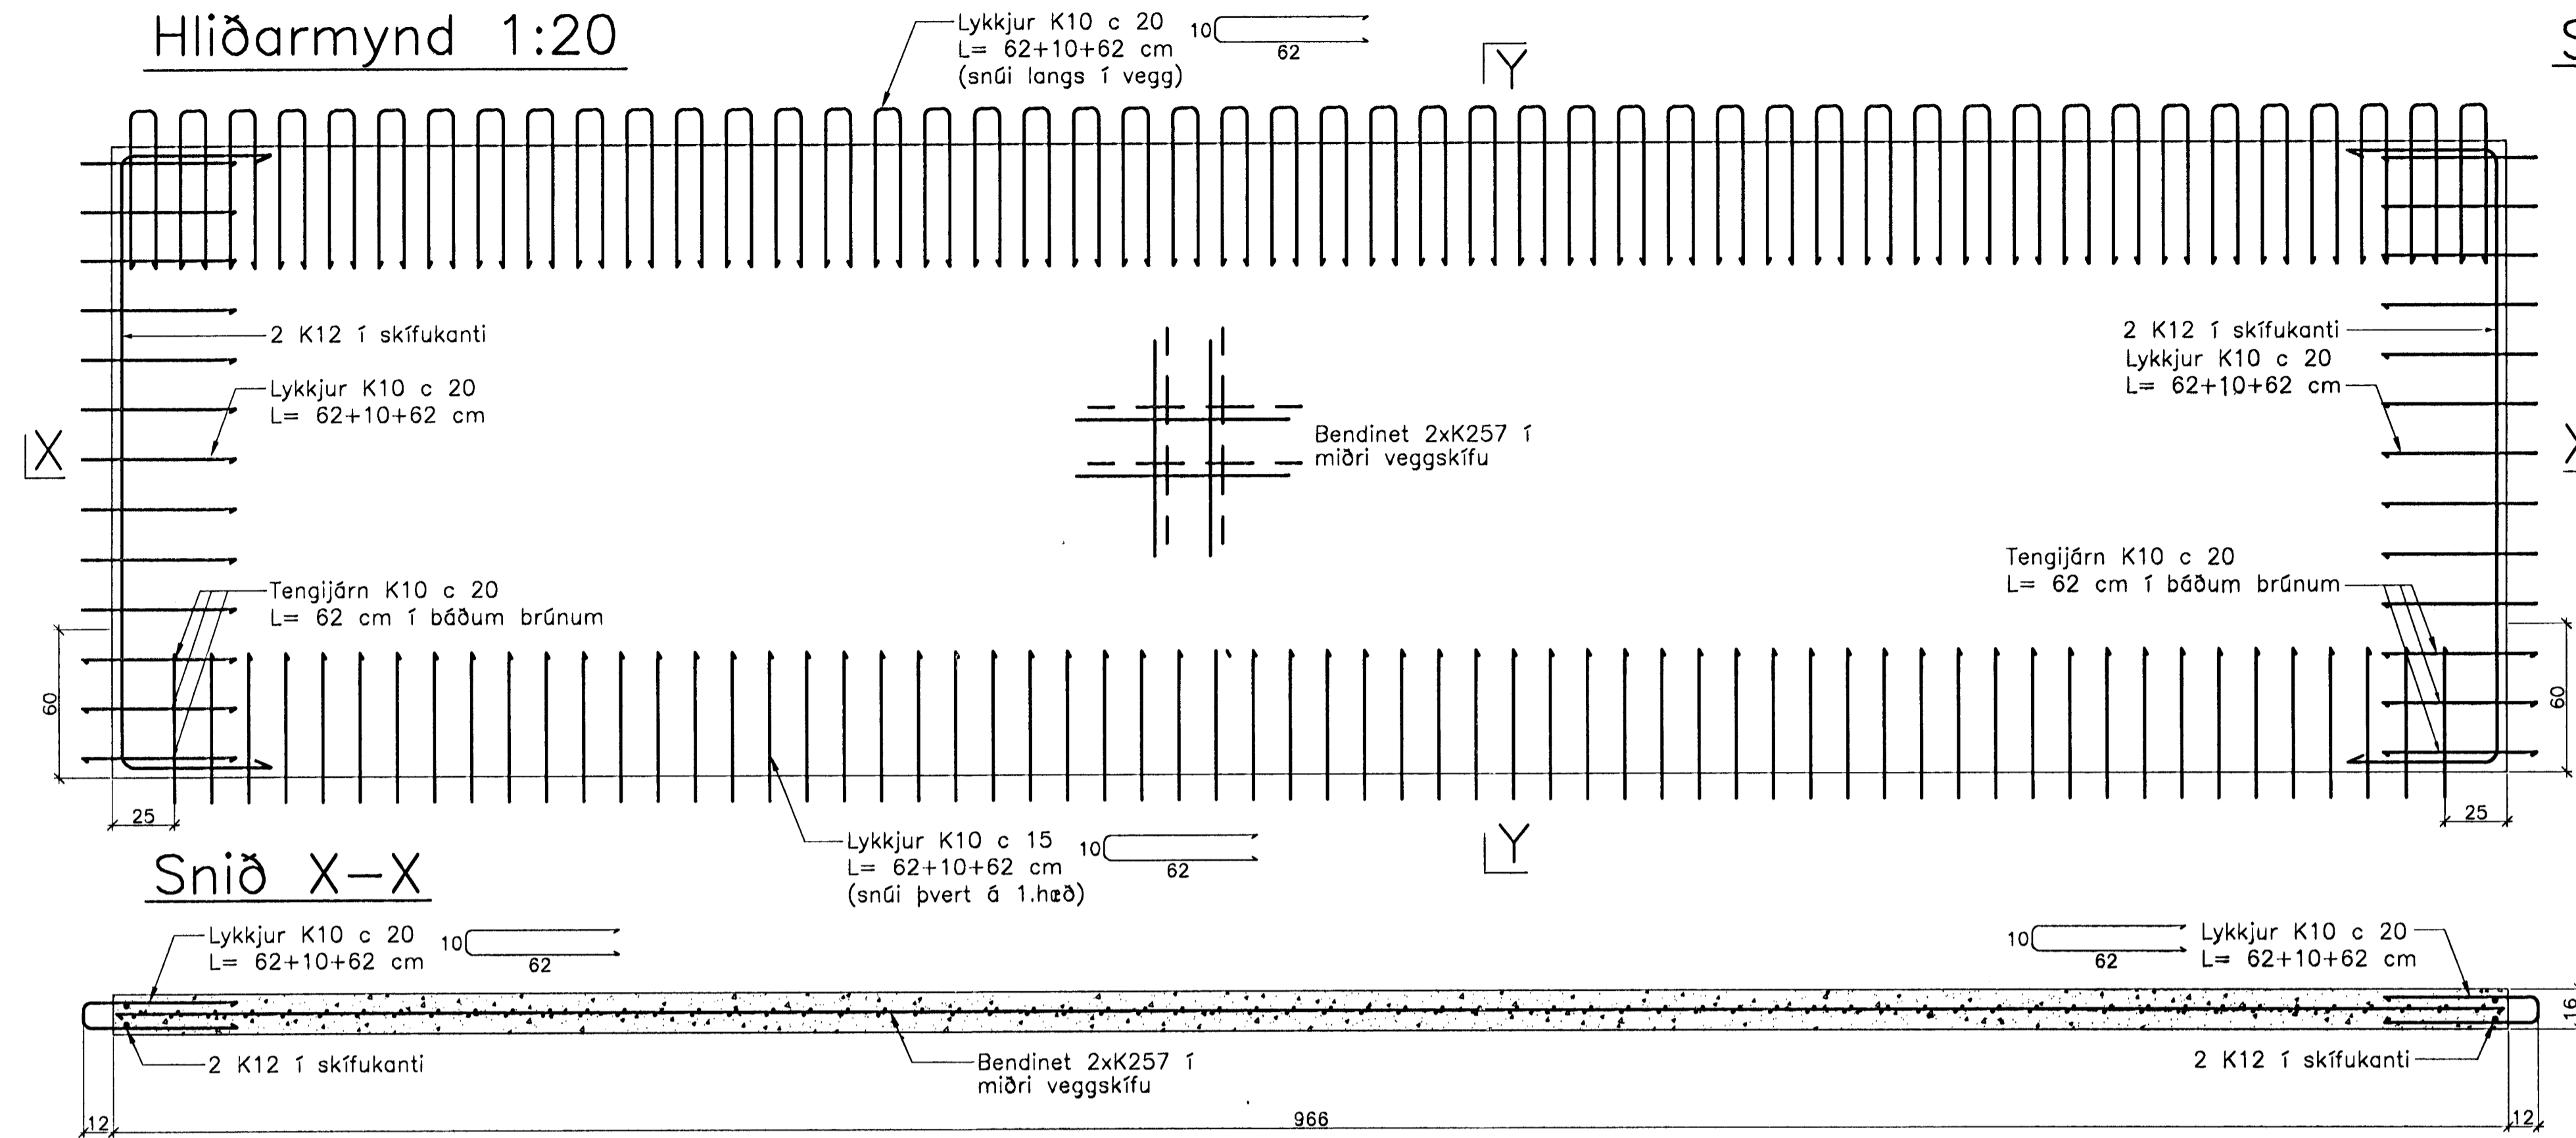 Hliðarmynd 1:20
Lykkjur K10 c 20
L= 62+10+62 cm
(snúi langs í vegg)
10
62
Y
S
2 K12 í skífukanti
Lykkjur K10 c 20
L= 62+10+62 cm
X
Bendinet 2xK257 í
miðri veggskífu
2 K12 í skífukanti
Lykkjur K10 c 20
L= 62+10+62 cm
X
Tengijárn K10 c 20
L= 62 cm í báðum brúnum
60
25
Tengijárn K10 c 20
L= 62 cm í báðum brúnum
60
25
Lykkjur K10 c 15
L= 62+10+62 cm
(snúi þvert á 1.hæð)
10
62
Y
Snið X-X
Lykkjur K10 c 20
L= 62+10+62 cm
10
62
10
62
Lykkjur K10 c 20
L= 62+10+62 cm
16
2 K12 í skífukanti
Bendinet 2xK257 í
miðri veggskífu
2 K12 í skífukanti
12
966
12